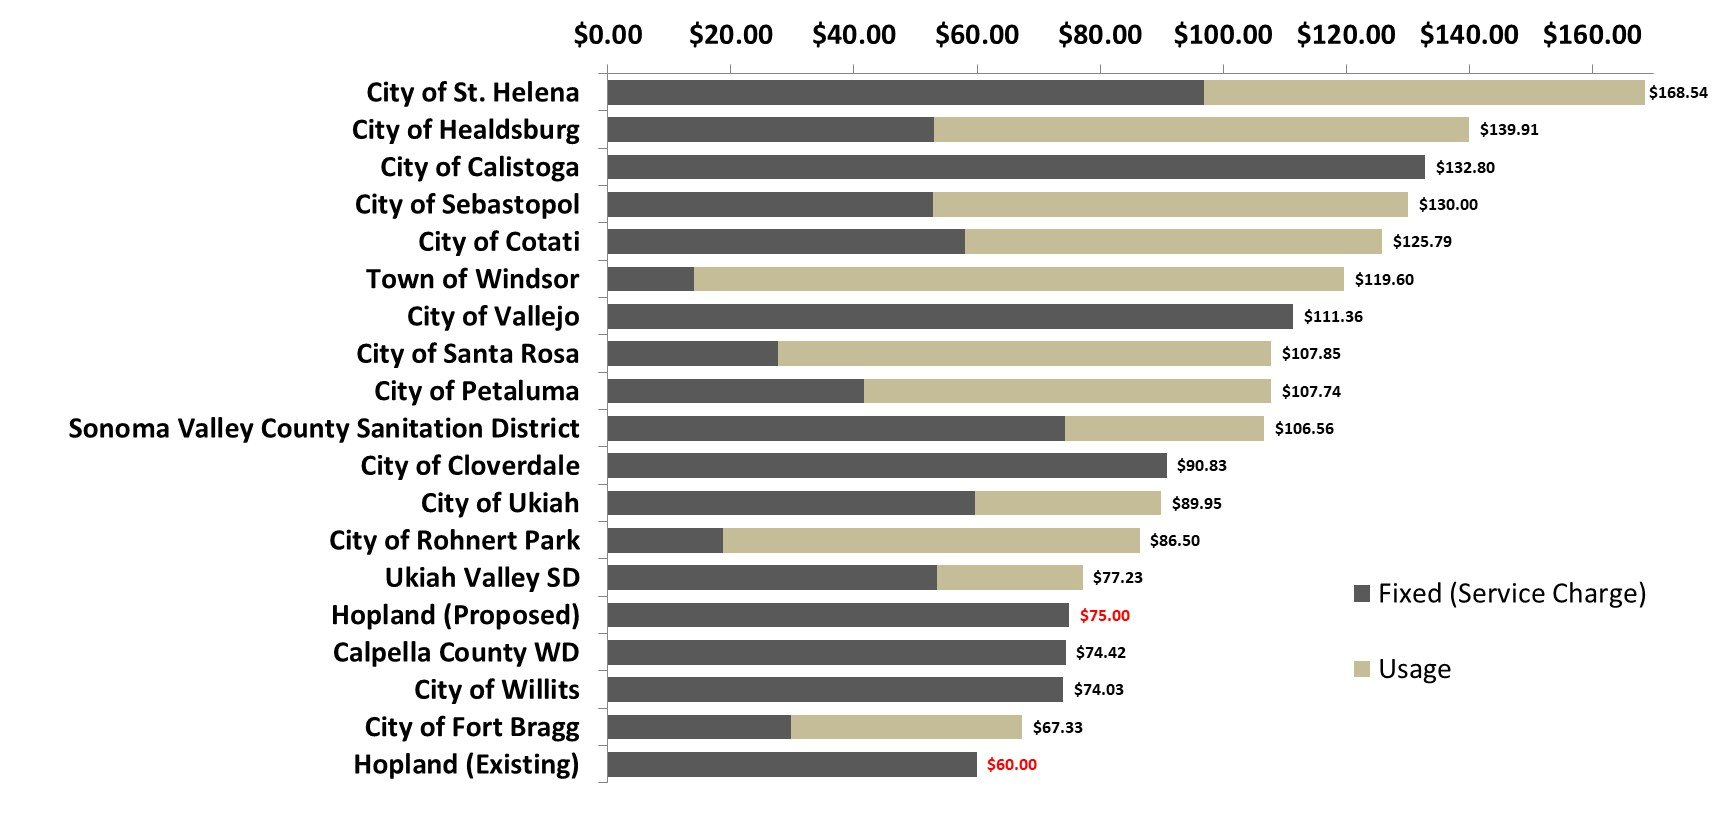 $0.00 $20.00 $40.00 $60.00 $80.00 $100.00 $120.00 $140.00 $160.00
City of St. Helena $168.54
City of Healdsburg $139.91
City of Calistoga $132.80
City of Sebastopol $130.00
City of Cotati $125.79
Town of Windsor $119.60
City of Vallejo $111.36
City of Santa Rosa $107.85
City of Petaluma $107.74
Sonoma Valley County Sanitation District $106.56
City of Cloverdale $90.83
City of Ukiah $89.95
City of Rohnert Park $86.50
Ukiah Valley SD $77.23
Fixed (Service Charge)
Hopland (Proposed) $75.00
Calpella County WD $74.42
Usage
City of Willits $74.03
City of Fort Bragg $67.33
Hopland (Existing) $60.00